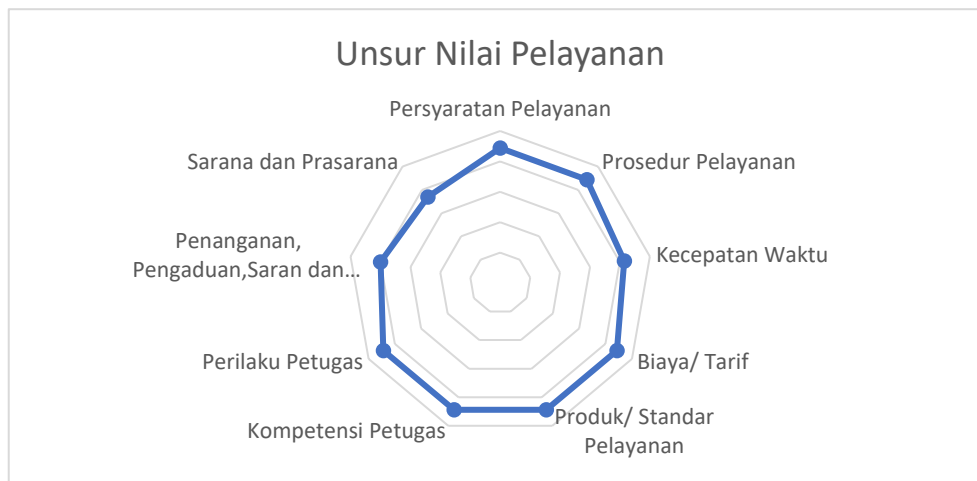 Unsur Nilai Pelayanan
Persyaratan Pelayanan
Prosedur Pelayanan
Kecepatan Waktu
Biaya/ Tarif
Produk/ Standar
Pelayanan
Kompetensi Petugas
Perilaku Petugas
Penanganan,
Pengaduan,Saran dan...
Sarana dan Prasarana